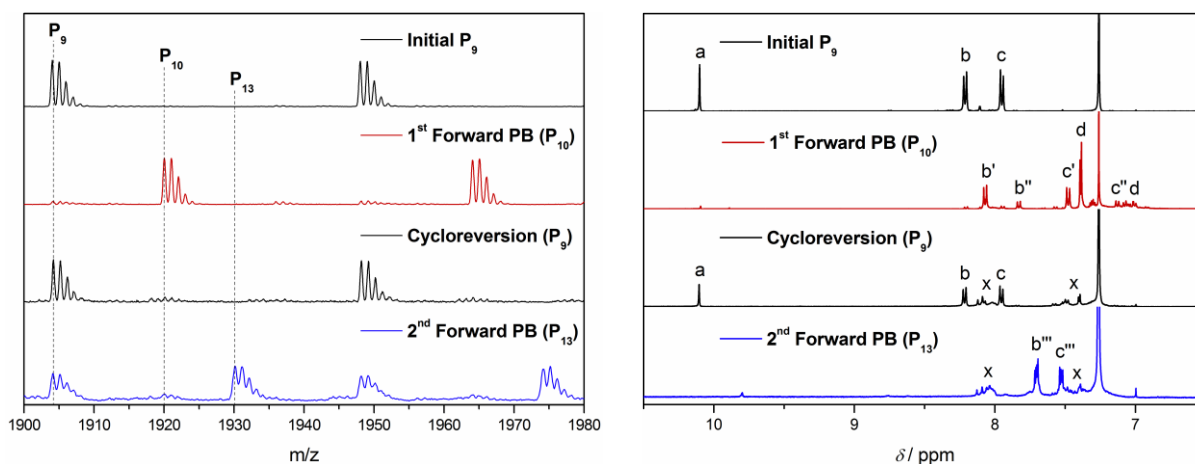 P9
Initial P9
P10
P13
1st Forward PB (P10)
Cycloreversion (P9)
2nd Forward PB (P13)
1900 1910 1920 1930 1940 1950 1960 1970 1980
m/z
Initial P9
a b c
1st Forward PB (P10)
d
b' b'' c' c'' d
Cycloreversion (P9)
a b x c x
2nd Forward PB (P13)
b''' c'''
x x
10 9 8 7
δ / ppm